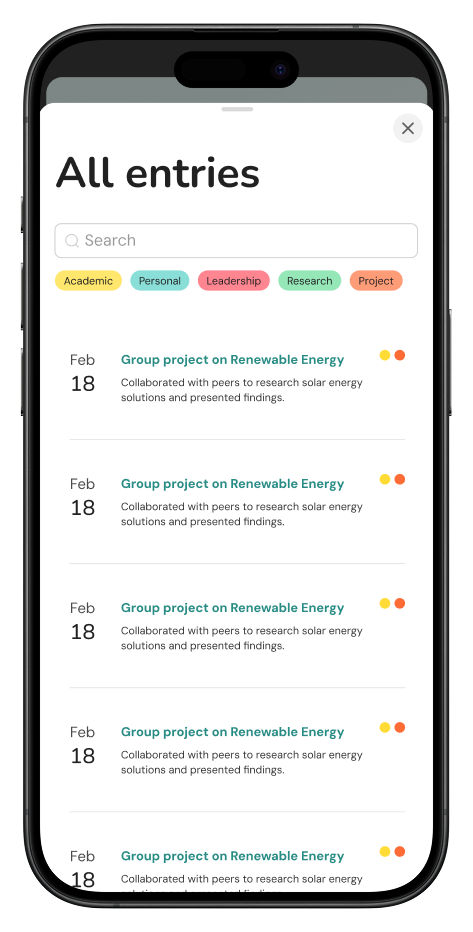 All entries
Search
Academic Personal Leadership Research Project
Feb
18
Group project on Renewable Energy
Collaborated with peers to research solar energy
solutions and presented findings.
Feb
18
Group project on Renewable Energy
Collaborated with peers to research solar energy
solutions and presented findings.
Feb
18
Group project on Renewable Energy
Collaborated with peers to research solar energy
solutions and presented findings.
Feb
18
Group project on Renewable Energy
Collaborated with peers to research solar energy
solutions and presented findings.
Feb
18
Group project on Renewable Energy
Collaborated with peers to research solar energy